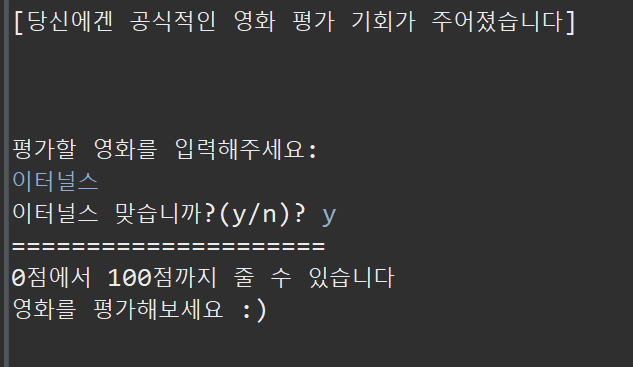 [당신에겐 공식적인 영화 평가 기회가 주어졌습니다]
평가할 영화를 입력해주세요:
이터널스
이터널스 맞습니까?(y/n)? y
=====================
0점에서 100점까지 줄 수 있습니다
영화를 평가해보세요 :)